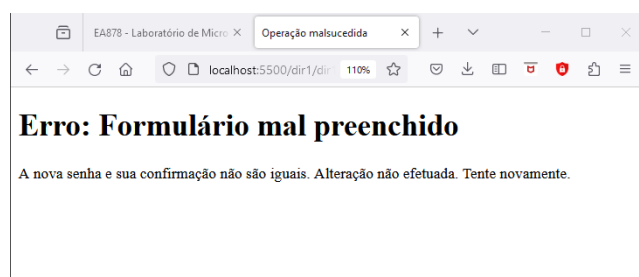 EA878 - Laboratório de Micro
Operação malsucedida
localhost:5500/dir1/dir
110%
Erro: Formulário mal preenchido
A nova senha e sua confirmação não são iguais. Alteração não efetuada. Tente novamente.